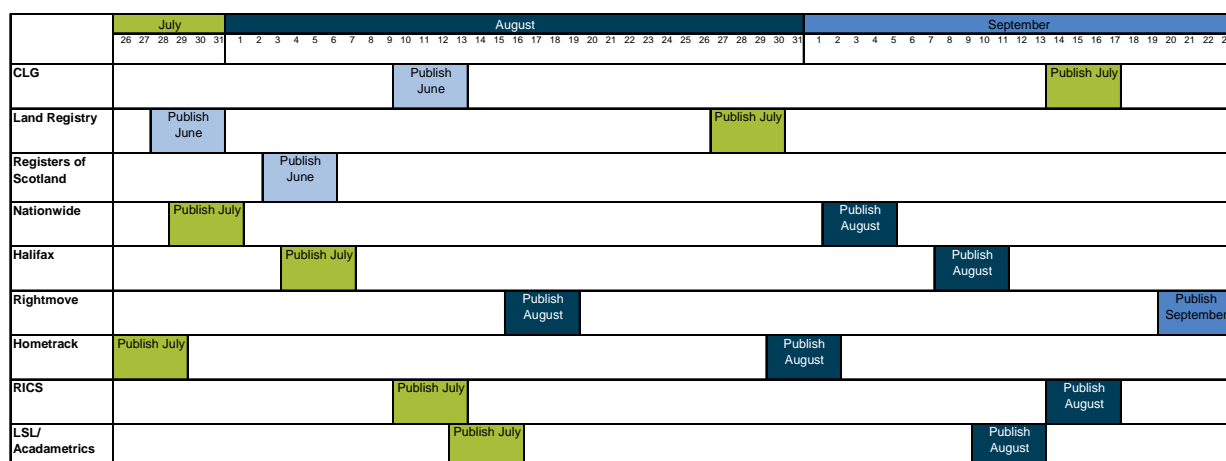 July August September
26 27 28 29 30 31 1 2 3 4 5 6 7 8 9 10 11 12 13 14 15 16 17 18 19 20 21 22 23 24 25 26 27 28 29 30 31 1 2 3 4 5 6 7 8 9 10 11 12 13 14 15 16 17 18 19 20 21 22 2
CLG
Publish
June
Publish July
Land Registry
Publish
June
Publish July
Registers of
Scotland
Publish
June
Nationwide
Publish July
Publish
August
Halifax
Publish July
Publish
August
Rightmove
Publish
August
Publish
September
Hometrack
Publish July
Publish
August
RICS
Publish July
Publish
August
LSL/
Acadametrics
Publish July
Publish
August